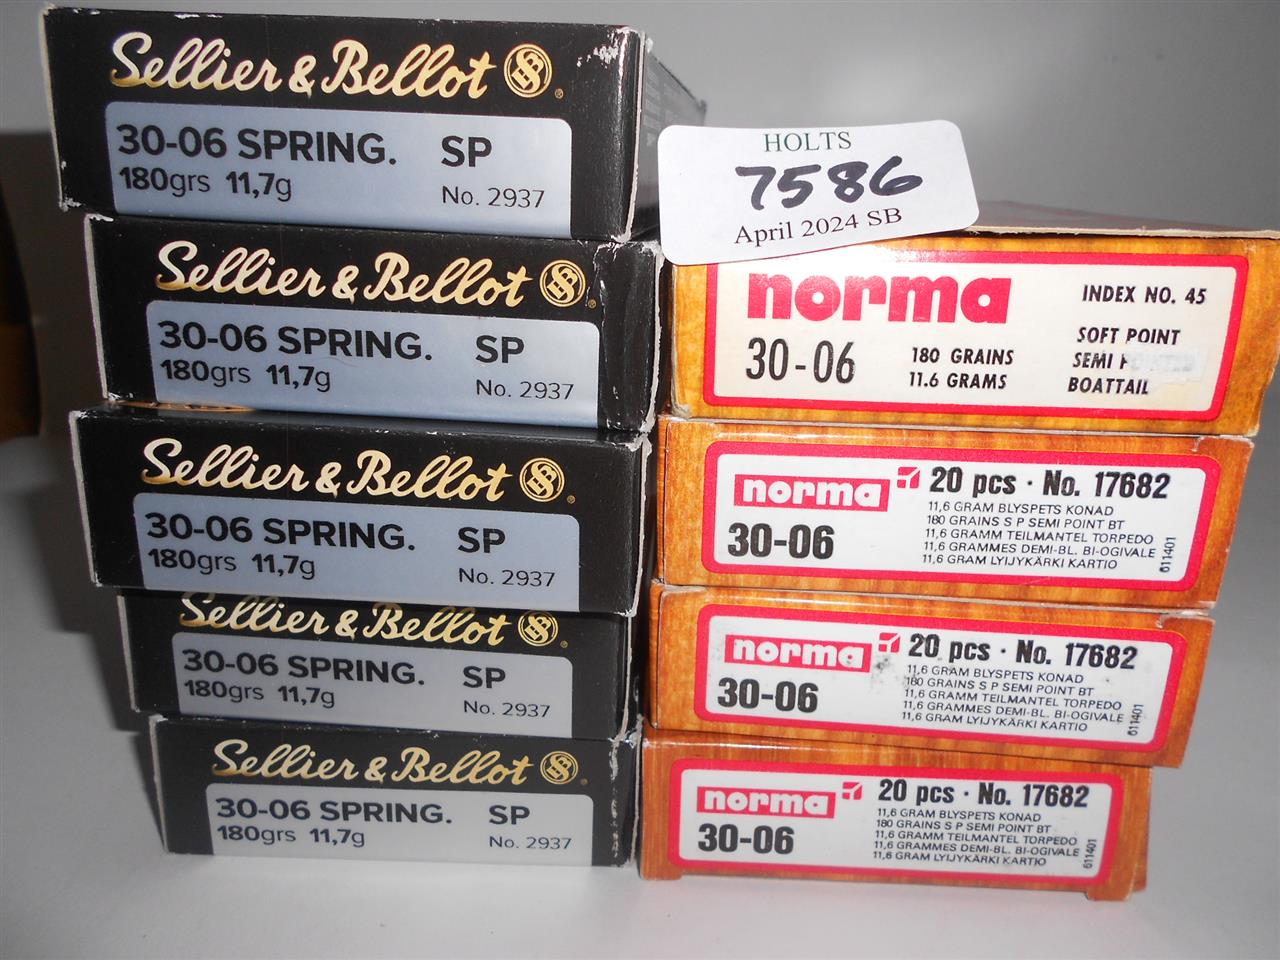 Sellier & Bellot
30-06 SPRING. SP
180grs 11,7g No. 2937
Sellier & Bellot
30-06 SPRING. SP
180grs 11,7g No. 2937
Sellier & Bellot
30-06 SPRING. SP
180grs 11,7g No. 2937
Sellier & Bellot
30-06 SPRING. SP
180grs 11,7g No. 2937
Sellier & Bellot
30-06 SPRING. SP
180grs 11,7g No. 2937
HOLTS
7586
April 2024 SB
norma
INDEX NO. 45
30-06
180 GRAINS
11.6 GRAMS
SOFT POINT
SEMI POINTED
BOATTAIL
norma 20 pcs · No. 17682
30-06
11,6 GRAM BLYSPETS KONAD
180 GRAINS S P SEMI POINT BT
11,6 GRAMM TEILMANTEL TORPEDO
11,6 GRAMMES DEMI-BL. BI-OGIVALE
11,6 GRAM LYIJYKÄRKI KARTIO
611401
norma 20 pcs · No. 17682
30-06
11,6 GRAM BLYSPETS KONAD
180 GRAINS S P SEMI POINT BT
11,6 GRAMM TEILMANTEL TORPEDO
11,6 GRAMMES DEMI-BL. BI-OGIVALE
11,6 GRAM LYIJYKÄRKI KARTIO
611401
norma 20 pcs · No. 17682
30-06
11,6 GRAM BLYSPETS KONAD
180 GRAINS S P SEMI POINT BT
11,6 GRAMM TEILMANTEL TORPEDO
11,6 GRAMMES DEMI-BL. BI-OGIVALE
11,6 GRAM LYIJYKÄRKI KARTIO
611401